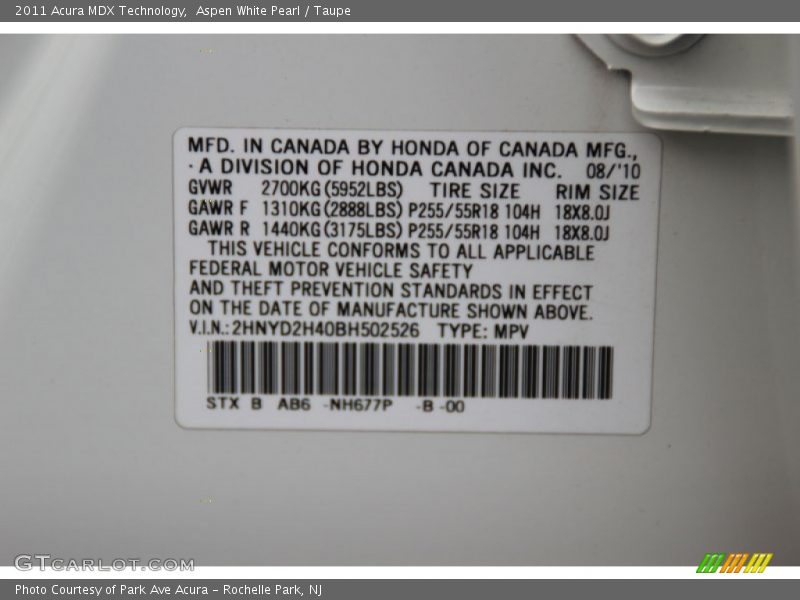 2011 Acura MDX Technology,  Aspen White Pearl / Taupe
MFD. IN CANADA BY HONDA OF CANADA MFG.,
A DIVISION OF HONDA CANADA INC. 08/'10
GVWR 2700KG(5952LBS) TIRE SIZE RIM SIZE
GAWR F 1310KG(2888LBS) P255/55R18 104H 18X8.0J
GAWR R 1440KG(3175LBS) P255/55R18 104H 18X8.0J
THIS VEHICLE CONFORMS TO ALL APPLICABLE
FEDERAL MOTOR VEHICLE SAFETY
AND THEFT PREVENTION STANDARDS IN EFFECT
ON THE DATE OF MANUFACTURE SHOWN ABOVE.
V.I.N.: 2HNYD2H40BH502526 TYPE: MPV
STX B AB6 -NH677P -B -00
GTCARLOT.COM
Photo Courtesy of Park Ave Acura – Rochelle Park, NJ